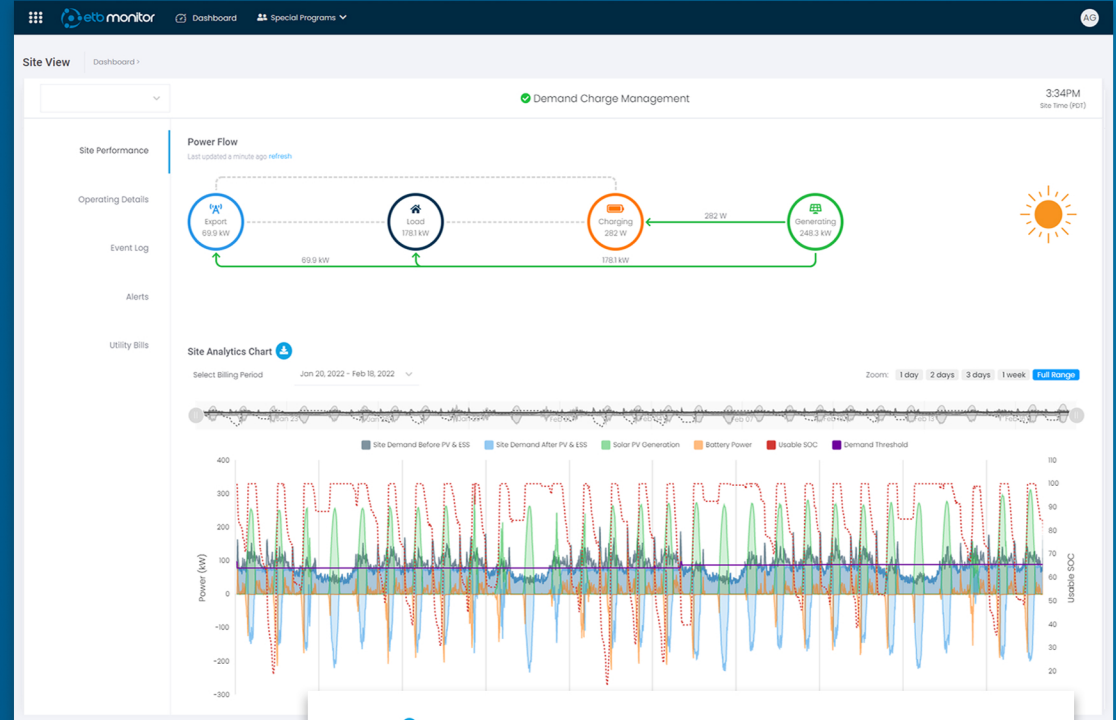 etb monitor Dashboard Special Programs AG
Site View Dashboard >
Demand Charge Management
3:34PM
Site Time (PDT)
Site Performance
Operating Details
Event Log
Alerts
Utility Bills
Power Flow
Last updated a minute ago refresh
Export
69.9 kW
Load
178.1 kW
Charging
282 W
282 W
Generating
248.3 kW
69.9 kW
178.1 kW
Site Analytics Chart
Select Billing Period Jan 20, 2022 - Feb 18, 2022
Zoom: 1 day 2 days 3 days 1 week Full Range
Site Demand Before PV & ESS Site Demand After PV & ESS Solar PV Generation Battery Power Usable SOC Demand Threshold
400
300
200
100
0
-100
-200
-300
Power (kW)
110
100
90
80
70
60
50
40
30
20
Usable SOC